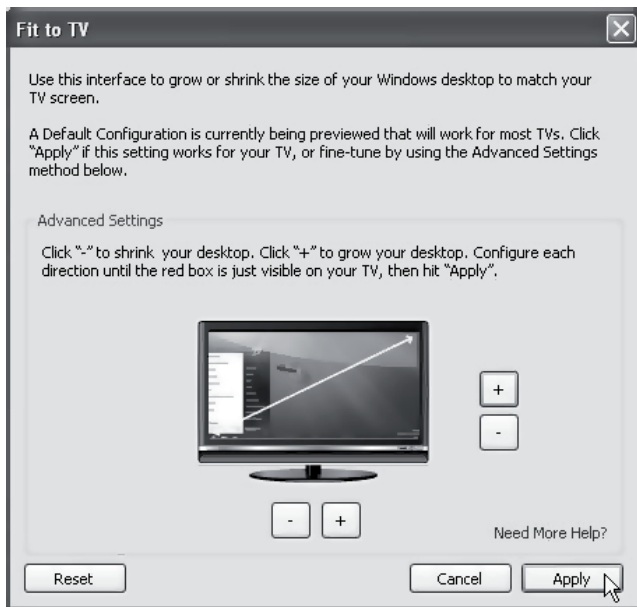 Fit to TV
Use this interface to grow or shrink the size of your Windows desktop to match your
TV screen.
A Default Configuration is currently being previewed that will work for most TVs. Click
"Apply" if this setting works for your TV, or fine-tune by using the Advanced Settings
method below.
Advanced Settings
Click "-" to shrink your desktop. Click "+" to grow your desktop. Configure each
direction until the red box is just visible on your TV, then hit "Apply".
+
-
- +
Need More Help?
Reset Cancel Apply